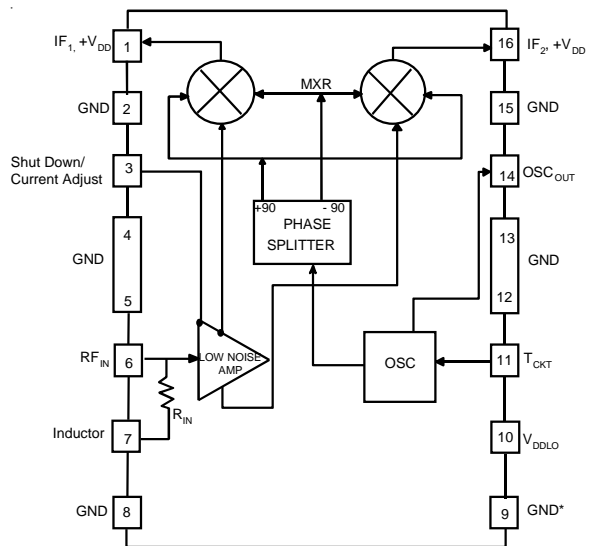 IF1, +VDD
1
16
IF2, +VDD
MXR
GND
2
15
GND
Shut Down/
Current Adjust
3
14
OSCOUT
+90
- 90
PHASE
SPLITTER
4
GND
5
13
GND
12
RFIN
6
LOW NOISE
AMP
OSC
11
TCKT
RIN
Inductor
7
10
VDDLO
GND
8
9
GND*